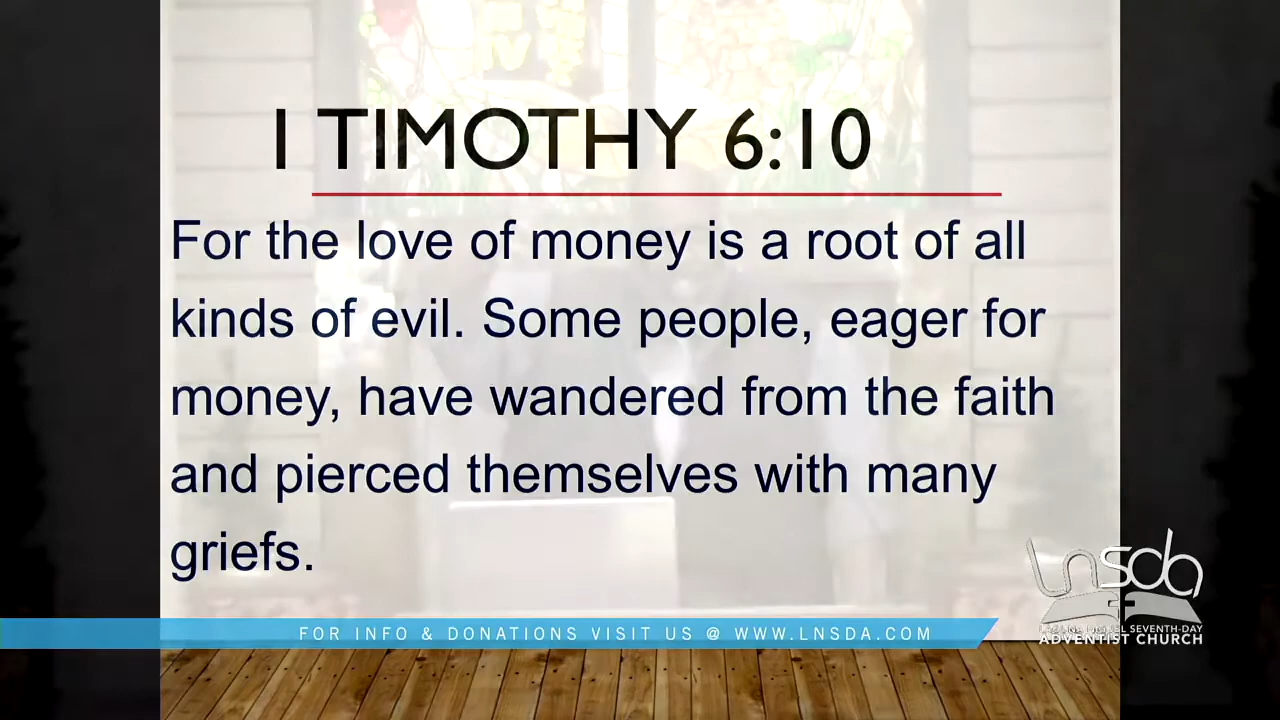 I TIMOTHY 6:10
For the love of money is a root of all
kinds of evil. Some people, eager for
money, have wandered from the faith
and pierced themselves with many
griefs.
FOR INFO & DONATIONS VISIT US @ WWW.LNSDA.COM
LNSDA
SEVENTH-DAY
ADVENTIST CHURCH